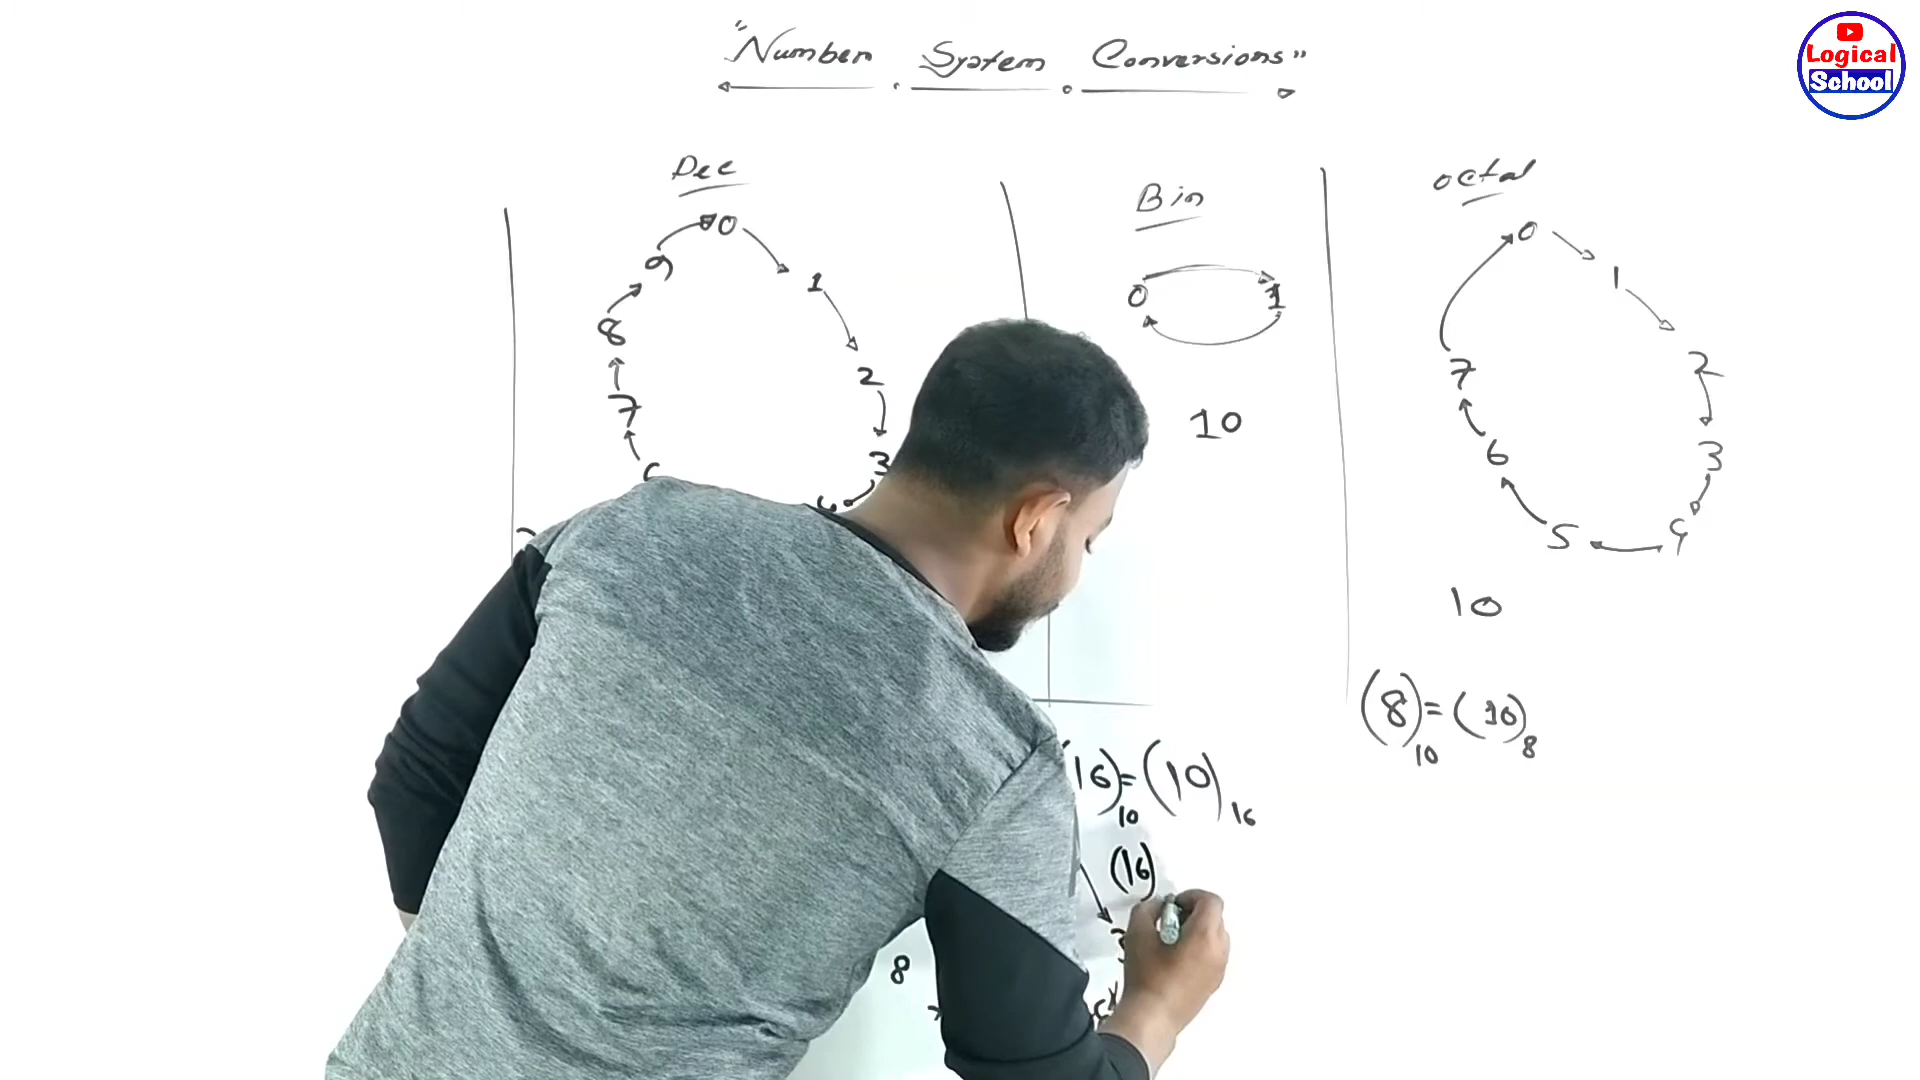 "Number System Conversions"
Logical
School
Dec
0
1
2
3
7
8
9
Bin
0 1
10
octal
0
1
2
3
4
5
6
7
10
(8)10 = (10)8
16)10 = (10)16
(16)
8